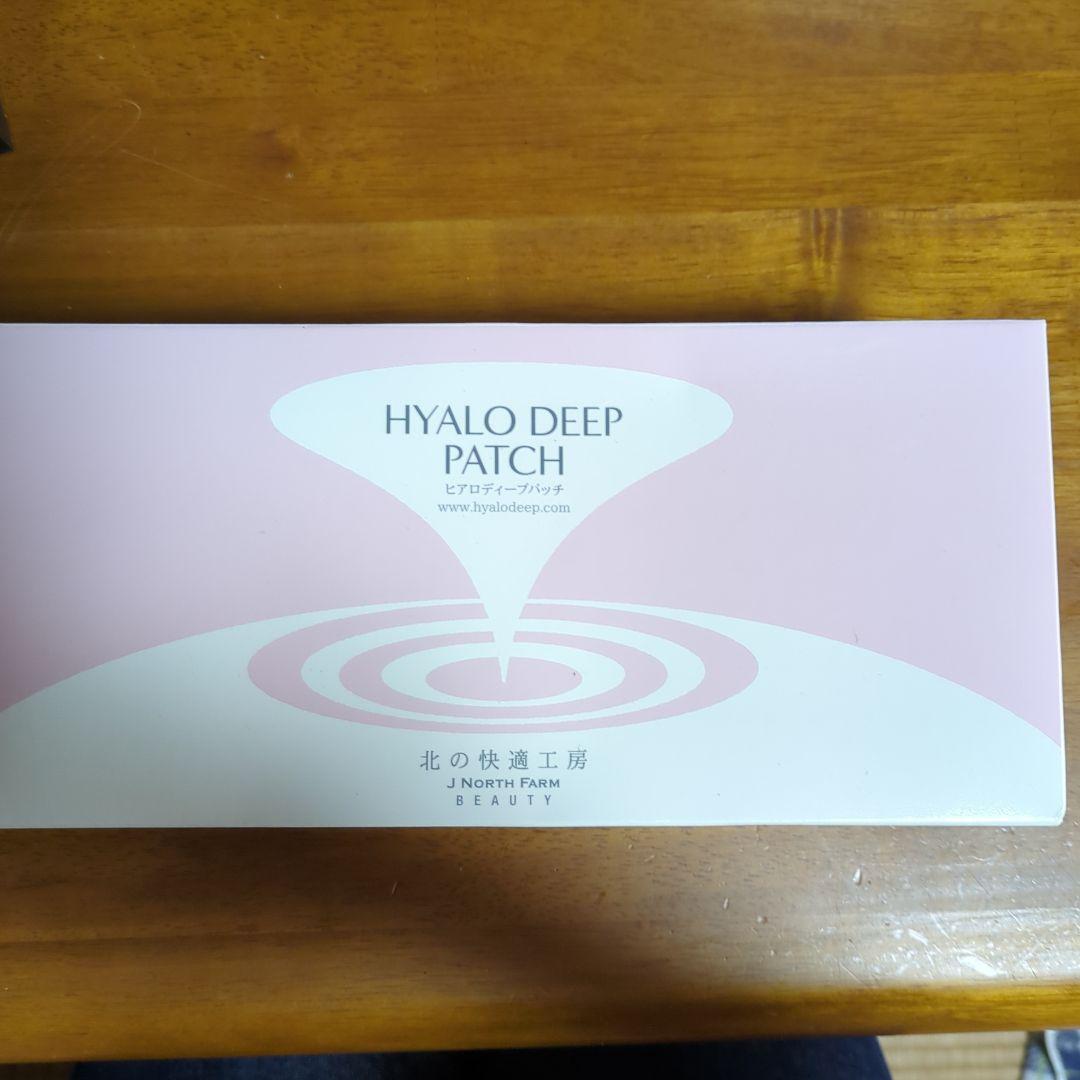 HYALO DEEP
PATCH
ヒアロディープパッチ
www.hyalodeep.com
北の快適工房
J NORTH FARM
BEAUTY